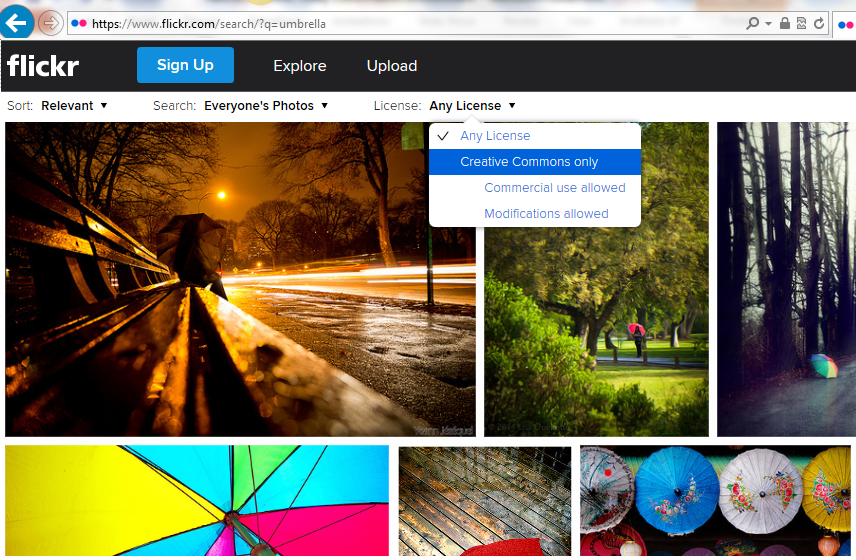 https://www.flickr.com/search/?q=umbrella
flickr
Sign Up
Explore
Upload
Sort: Relevant
Search: Everyone's Photos
License: Any License
Any License
Creative Commons only
Commercial use allowed
Modifications allowed